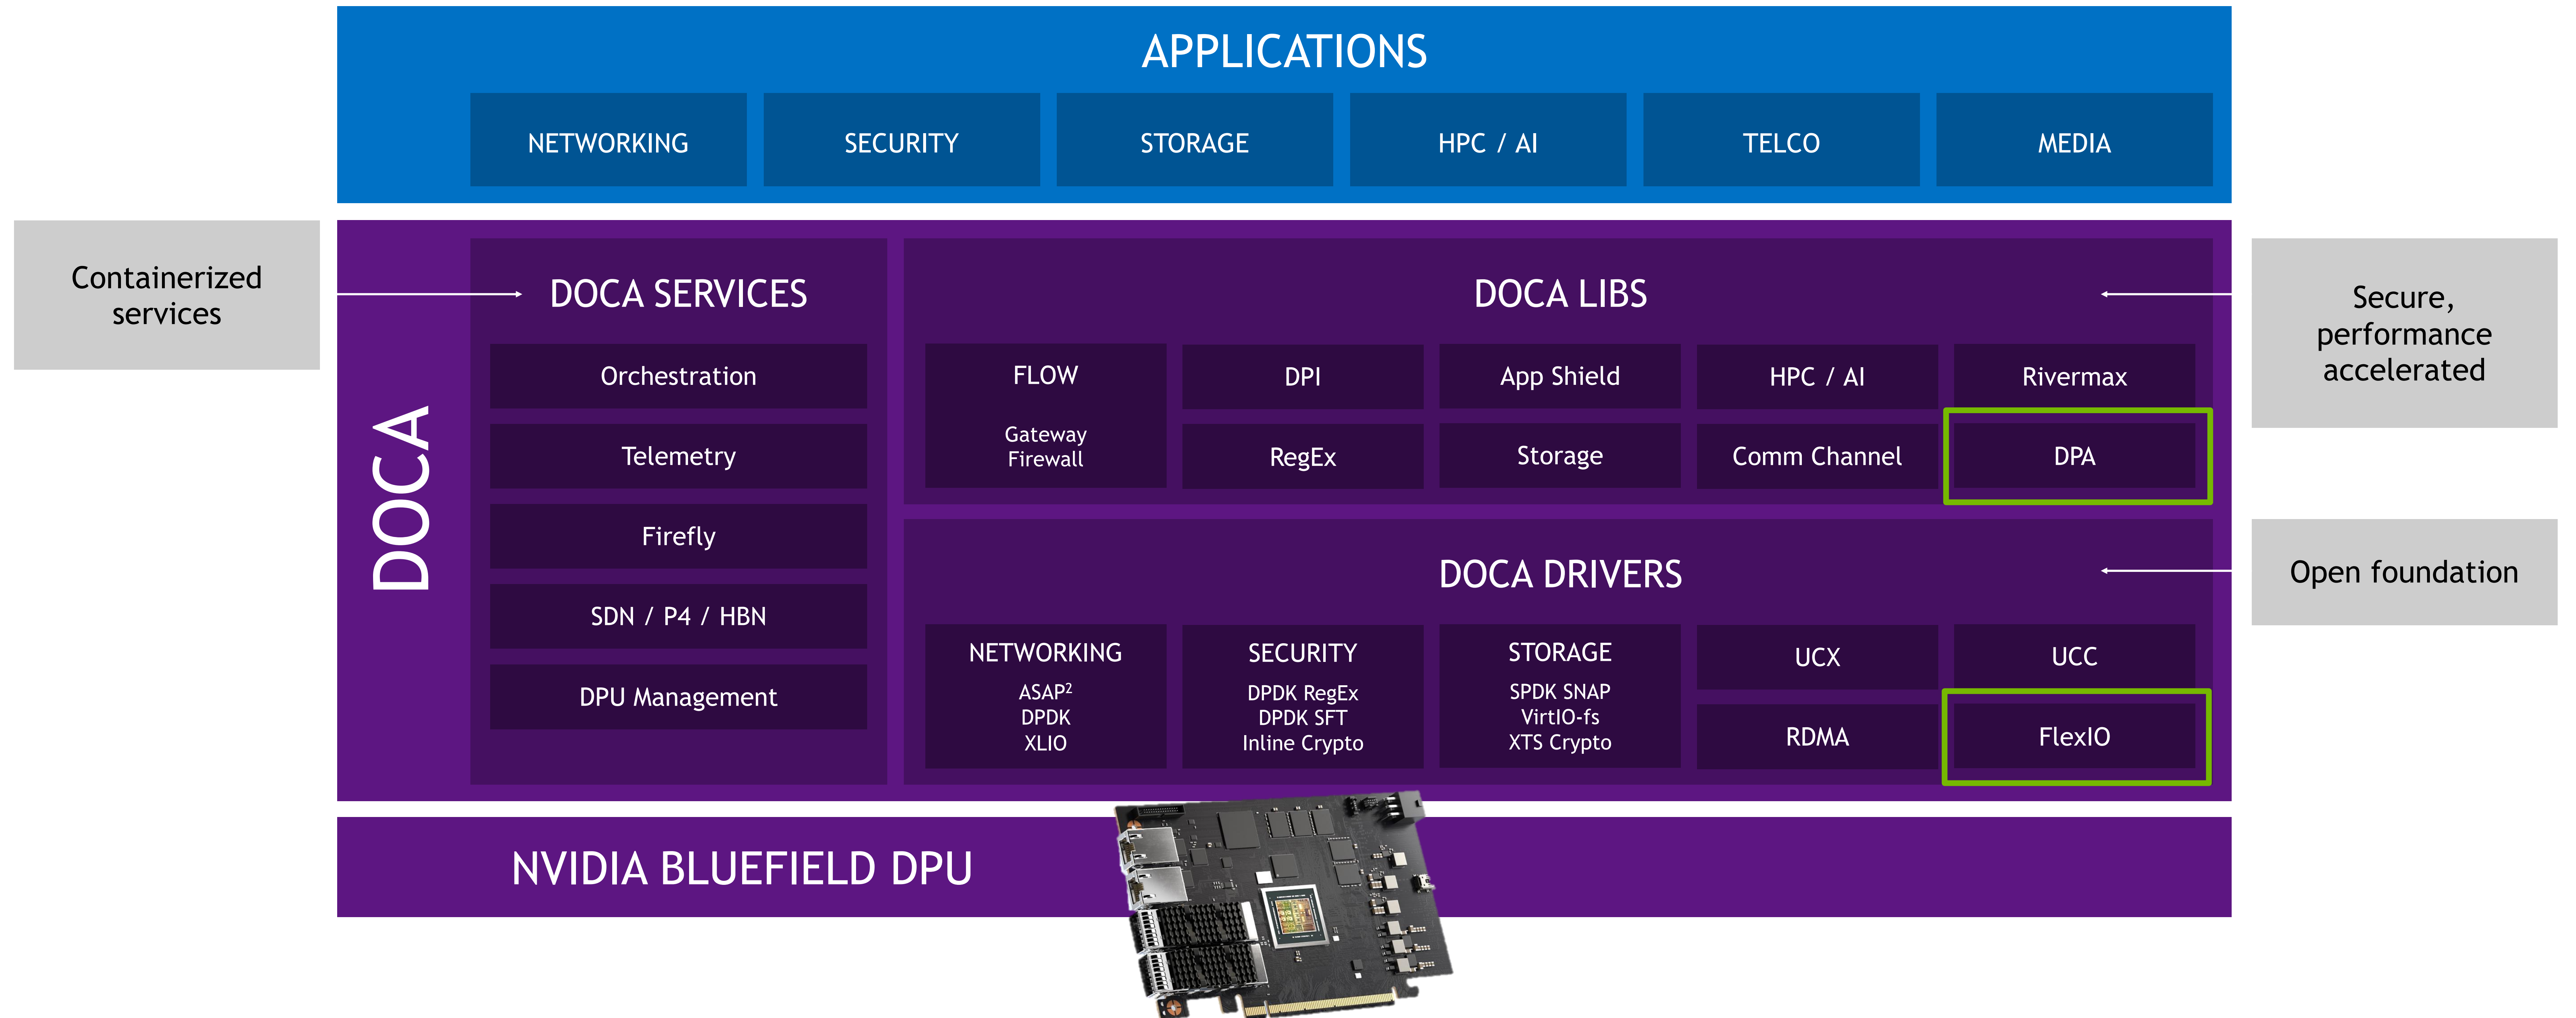 APPLICATIONS
NETWORKING
SECURITY
STORAGE
HPC / AI
TELCO
MEDIA
Containerized
services
DOCA
DOCA SERVICES
Orchestration
Telemetry
Firefly
SDN / P4 / HBN
DPU Management
DOCA LIBS
FLOW
Gateway
Firewall
DPI
RegEx
App Shield
Storage
HPC / AI
Comm Channel
Rivermax
DPA
Secure,
performance
accelerated
DOCA DRIVERS
NETWORKING
ASAP²
DPDK
XLIO
SECURITY
DPDK RegEx
DPDK SFT
Inline Crypto
STORAGE
SPDK SNAP
VirtIO-fs
XTS Crypto
UCX
RDMA
UCC
FlexIO
Open foundation
NVIDIA BLUEFIELD DPU